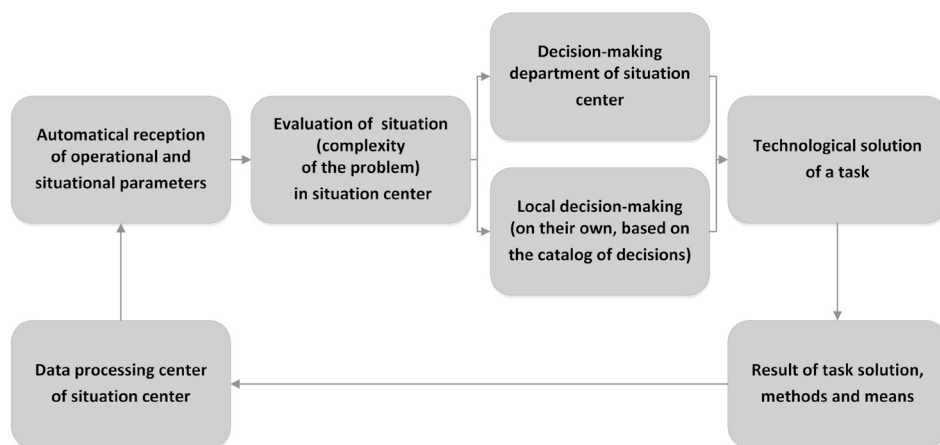 Automatical reception
of operational and
situational parameters
Evaluation of situation
(complexity
of the problem)
in situation center
Decision-making
department of situation
center
Local decision-making
(on their own, based on
the catalog of decisions)
Technological solution
of a task
Data processing center
of situation center
Result of task solution,
methods and means